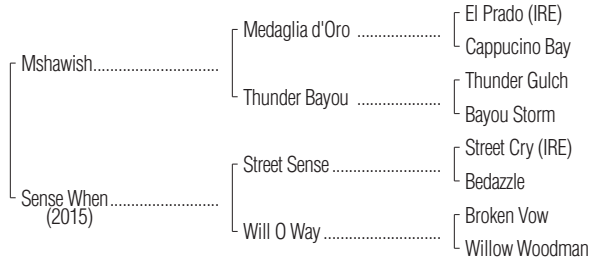 El Prado (IRE)
Medaglia d'Oro ....................
Cappucino Bay
Mshawish..............................
Thunder Gulch
Thunder Bayou ....................
Bayou Storm
Street Cry (IRE)
Street Sense ..........................
Bedazzle
Sense When..........................
(2015)
Broken Vow
Will O Way............................
Willow Woodman